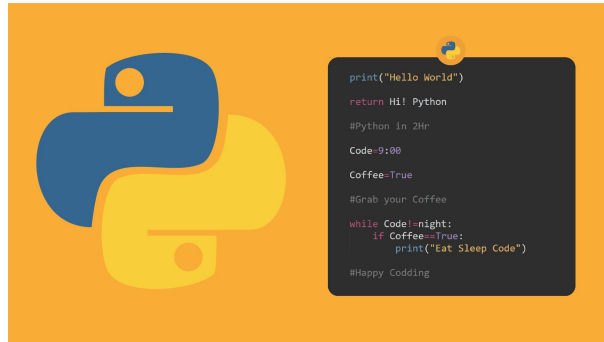 print("Hello World")
return Hi! Python
#Python in 2Hr
Code=9:00
Coffee=True
#Grab your Coffee
while Code!=night:
    if Coffee==True:
        print("Eat Sleep Code")
#Happy Codding